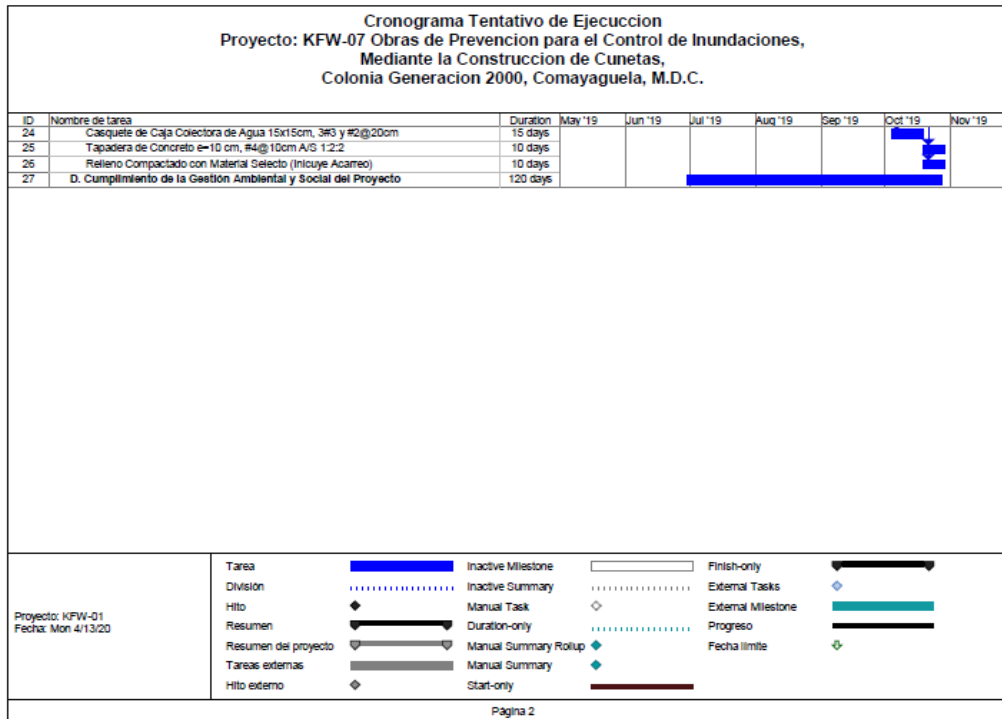 Cronograma Tentativo de Ejecuccion
Proyecto: KFW-07 Obras de Prevencion para el Control de Inundaciones,
Mediante la Construccion de Cunetas,
Colonia Generacion 2000, Comayaguela, M.D.C.
ID Nombre de tarea Duration May '19 Jun '19 Jul '19 Aug '19 Sep '19 Oct '19 Nov '19
24 Casquete de Caja Colectora de Agua 15x15cm, 3#3 y #2@20cm 15 days
25 Tapadera de Concreto e=10 cm, #4@10cm A/S 1:2:2 10 days
26 Relleno Compactado con Material Selecto (Inlcuye Acarreo) 10 days
27 D. Cumplimiento de la Gestión Ambiental y Social del Proyecto 120 days
Proyecto: KFW-01
Fecha: Mon 4/13/20
Tarea Inactive Milestone Finish-only
División Inactive Summary External Tasks
Hito Manual Task External Milestone
Resumen Duration-only Progreso
Resumen del proyecto Manual Summary Rollup Fecha límite
Tareas externas Manual Summary
Hito externo Start-only
Página 2